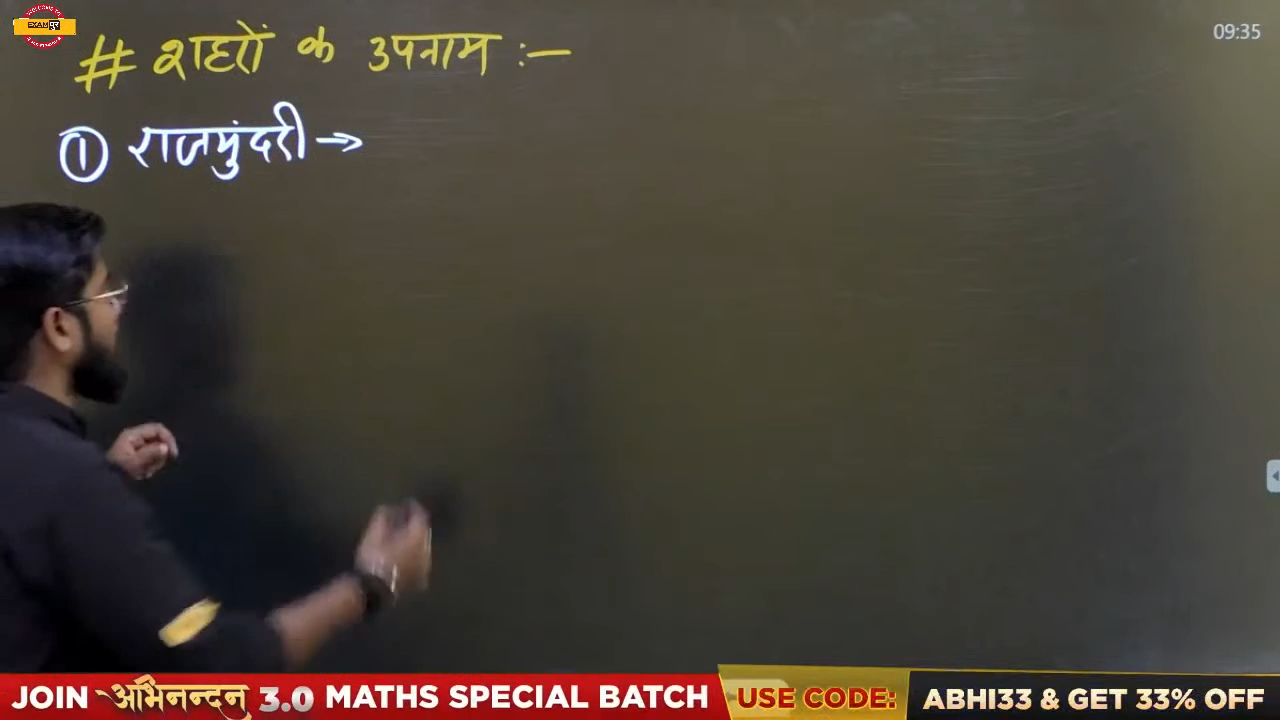 EXAM पुर
09:35
# शहरों के उपनाम :-
① राजमुंदरी →
JOIN अभिनन्दन 3.0 MATHS SPECIAL BATCH USE CODE: ABHI33 & GET 33% OFF